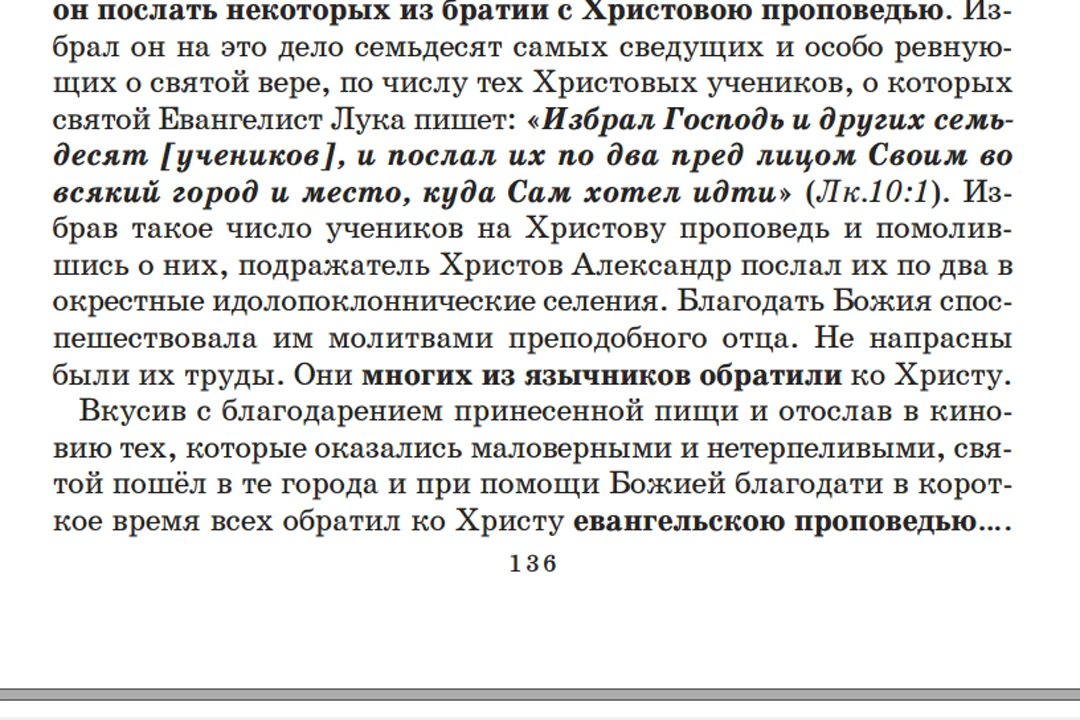 он послать некоторых из братии с Христовою проповедью. Из-
брал он на это дело семьдесят самых сведущих и особо ревную-
щих о святой вере, по числу тех Христовых учеников, о которых
святой Евангелист Лука пишет: «Избрал Господь и других семь-
десят [учеников], и послал их по два пред лицом Своим во
всякий город и место, куда Сам хотел идти» (Лк.10:1). Из-
брав такое число учеников на Христову проповедь и помолив-
шись о них, подражатель Христов Александр послал их по два в
окрестные идолопоклоннические селения. Благодать Божия спос-
пешествовала им молитвами преподобного отца. Не напрасны
были их труды. Они многих из язычников обратили ко Христу.
Вкусив с благодарением принесенной пищи и отослав в кино-
вию тех, которые оказались маловерными и нетерпеливыми, свя-
той пошёл в те города и при помощи Божией благодати в корот-
кое время всех обратил ко Христу евангельскою проповедью....
136